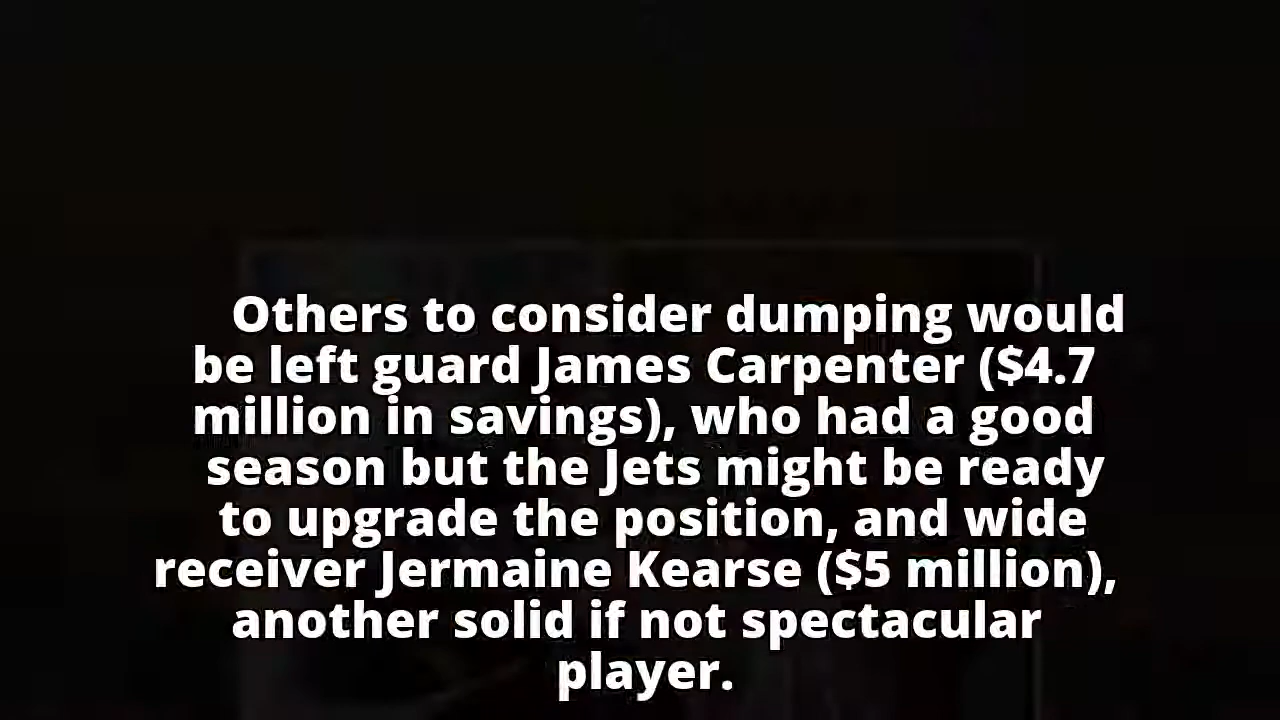 Others to consider dumping would
be left guard James Carpenter ($4.7
million in savings), who had a good
season but the Jets might be ready
to upgrade the position, and wide
receiver Jermaine Kearse ($5 million),
another solid if not spectacular
player.